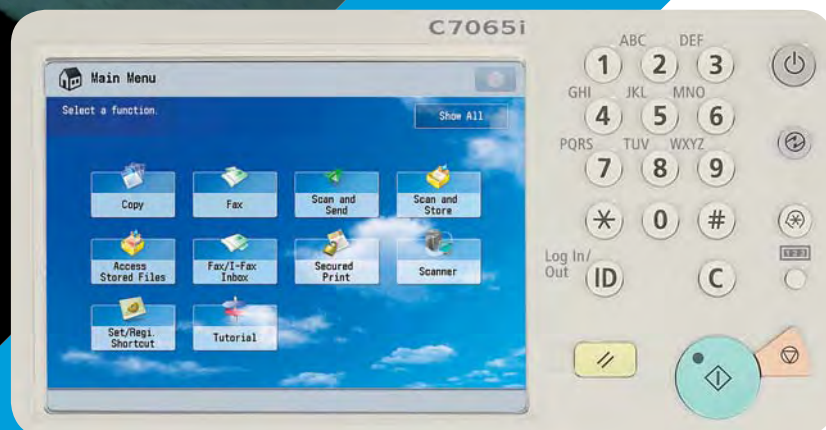 C7065i
Main Menu
Select a function.
Show All
Copy
Fax
Scan and
Send
Scan and
Store
Access
Stored Files
Fax/I-Fax
Inbox
Secured
Print
Scanner
Set/Regi.
Shortcut
Tutorial
ABC DEF
1 2 3
GHI JKL MNO
4 5 6
PQRS TUV WXYZ
7 8 9
* 0 #
Log In/
Out
ID
C
123